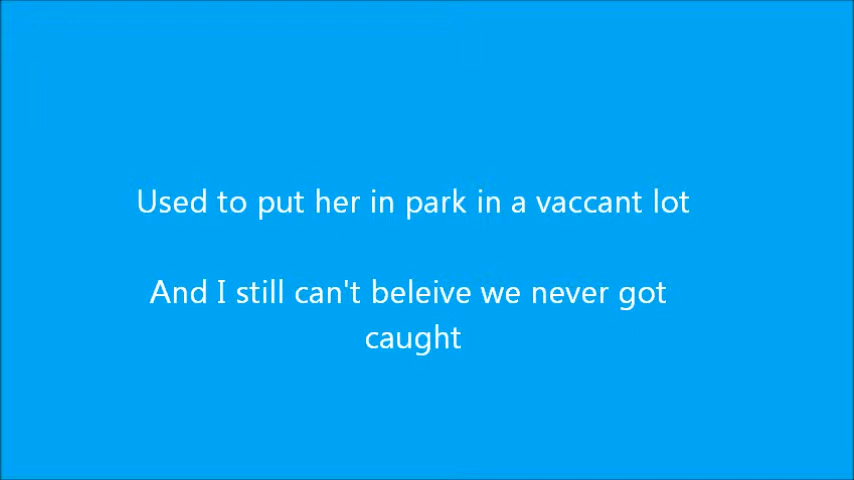 Used to put her in park in a vaccant lot
And I still can't beleive we never got
caught